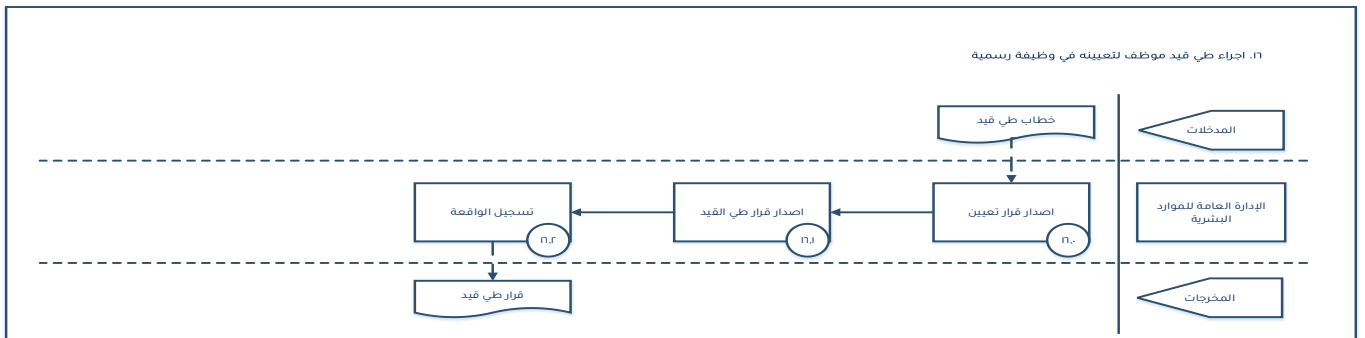 ١٦. اجراء طي قيد موظف لتعيينه في وظيفة رسمية
المدخلات
خطاب طي قيد
الإدارة العامة للموارد
البشرية
اصدار قرار تعيين
١٦,٠
اصدار قرار طي القيد
١٦,١
تسجيل الواقعة
١٦,٢
المخرجات
قرار طي قيد